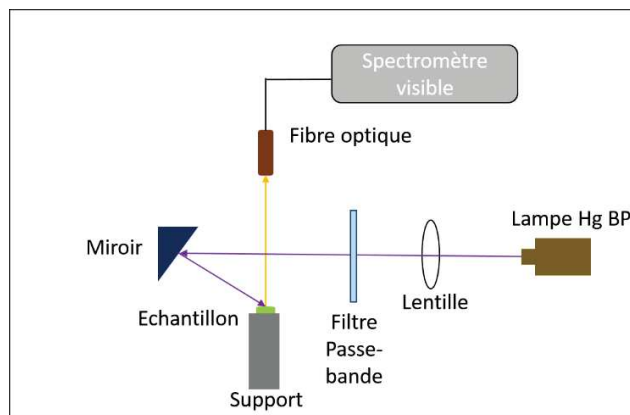 Spectromètre
visible
Fibre optique
Lampe Hg BP
Miroir
Lentille
Echantillon
Filtre
Passe-
bande
Support